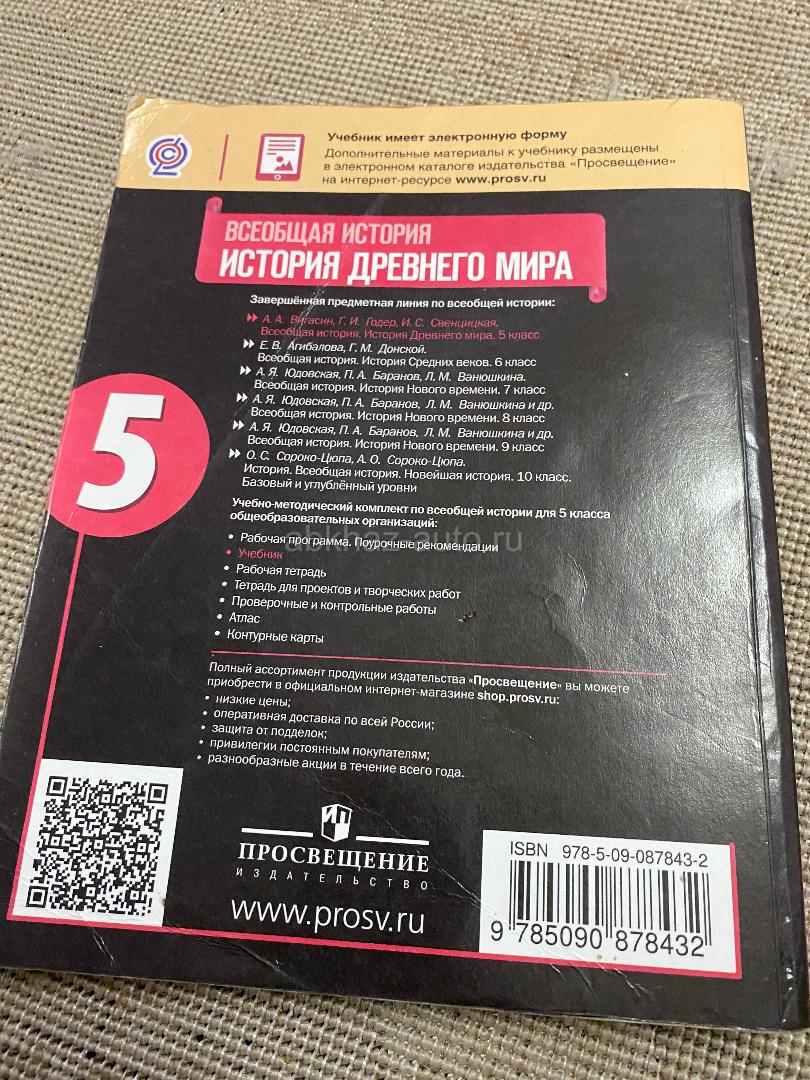 Учебник имеет электронную форму
Дополнительные материалы к учебнику размещены
в электронном каталоге издательства «Просвещение»
на интернет-ресурсе www.prosv.ru
ВСЕОБЩАЯ ИСТОРИЯ
ИСТОРИЯ ДРЕВНЕГО МИРА
Завершённая предметная линия по всеобщей истории:
А. А. Вигасин, Г. И. Годер, И. С. Свенцицкая.
Всеобщая история. История Древнего мира. 5 класс
Е. В. Агибалова, Г. М. Донской.
Всеобщая история. История Средних веков. 6 класс
А. Я. Юдовская, П. А. Баранов, Л. М. Ванюшкина.
Всеобщая история. История Нового времени. 7 класс
А. Я. Юдовская, П. А. Баранов, Л. М. Ванюшкина и др.
Всеобщая история. История Нового времени. 8 класс
А. Я. Юдовская, П. А. Баранов, Л. М. Ванюшкина и др.
Всеобщая история. История Нового времени. 9 класс
О. С. Сороко-Цюпа, А. О. Сороко-Цюпа.
История. Всеобщая история. Новейшая история. 10 класс.
Базовый и углублённый уровни
5
Учебно-методический комплект по всеобщей истории для 5 класса
общеобразовательных организаций:
• Рабочая программа. Поурочные рекомендации
• Учебник
• Рабочая тетрадь
• Тетрадь для проектов и творческих работ
• Проверочные и контрольные работы
• Атлас
• Контурные карты
abkhaz-auto.ru
Полный ассортимент продукции издательства «Просвещение» вы можете
приобрести в официальном интернет-магазине shop.prosv.ru:
• низкие цены;
• оперативная доставка по всей России;
• защита от подделок;
• привилегии постоянным покупателям;
• разнообразные акции в течение всего года.
ПРОСВЕЩЕНИЕ
ИЗДАТЕЛЬСТВО
www.prosv.ru
ISBN 978-5-09-087843-2
9 785090 878432